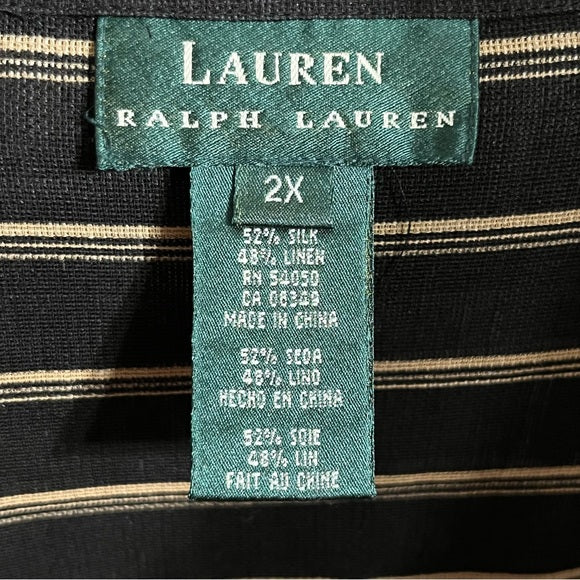 LAUREN
RALPH LAUREN
2X
52% SILK
48% LINEN
RN 54050
CA 06349
MADE IN CHINA
52% SEDA
48% LINO
HECHO EN CHINA
52% SOIE
48% LIN
FAIT AU CHINE